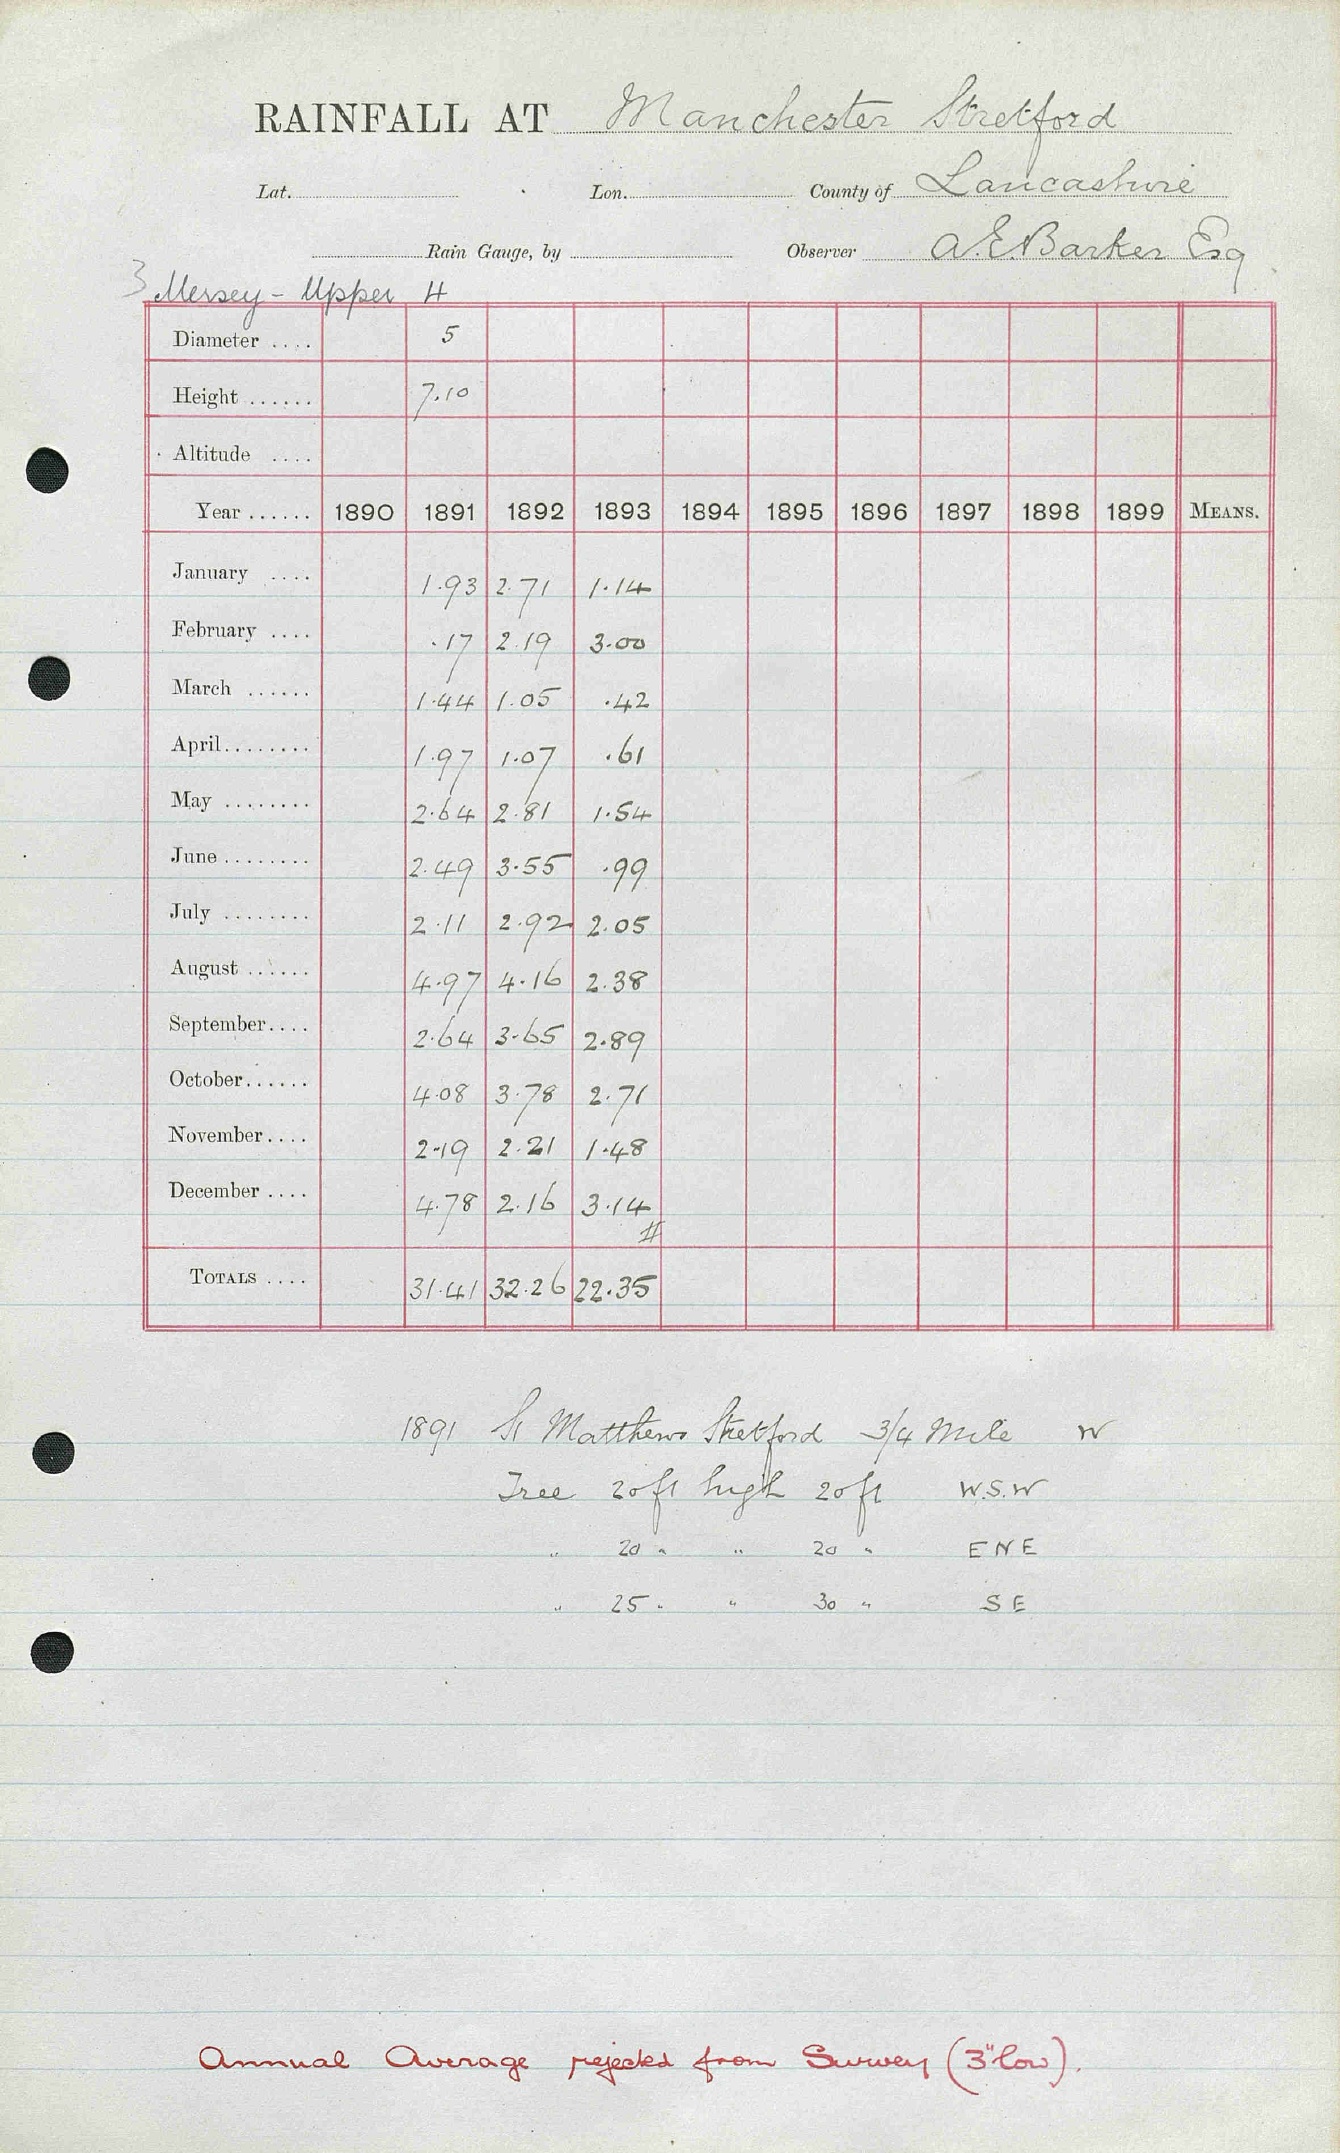 RAINFALL AT Manchester Stretford
Lat. Lon. County of Lancashire
Rain Gauge, by Observer A.E. Barker Esq
3 Mersey - Upper 4
Diameter .... 5
Height ...... 7.10
Altitude ....
Year ...... 1890 1891 1892 1893 1894 1895 1896 1897 1898 1899 MEANS.
January .... 1.93 2.71 1.14
February .... .17 2.19 3.00
March ...... 1.44 1.05 .42
April........ 1.97 1.07 .61
May ........ 2.64 2.81 1.54
June ........ 2.49 3.55 .99
July ........ 2.11 2.92 2.05
August ...... 4.97 4.16 2.38
September.... 2.64 3.65 2.89
October...... 4.08 3.78 2.71
November.... 2.19 2.21 1.48
December .... 4.78 2.16 3.14
#
TOTALS .... 31.41 32.26 22.35
1891 St Matthews Stretford 3/4 Mile W
Tree 20ft high 20ft W.S.W
" 20 " " 20 " ENE
" 25 " " 30 " SE
Annual Average rejected from Survey (3" low).